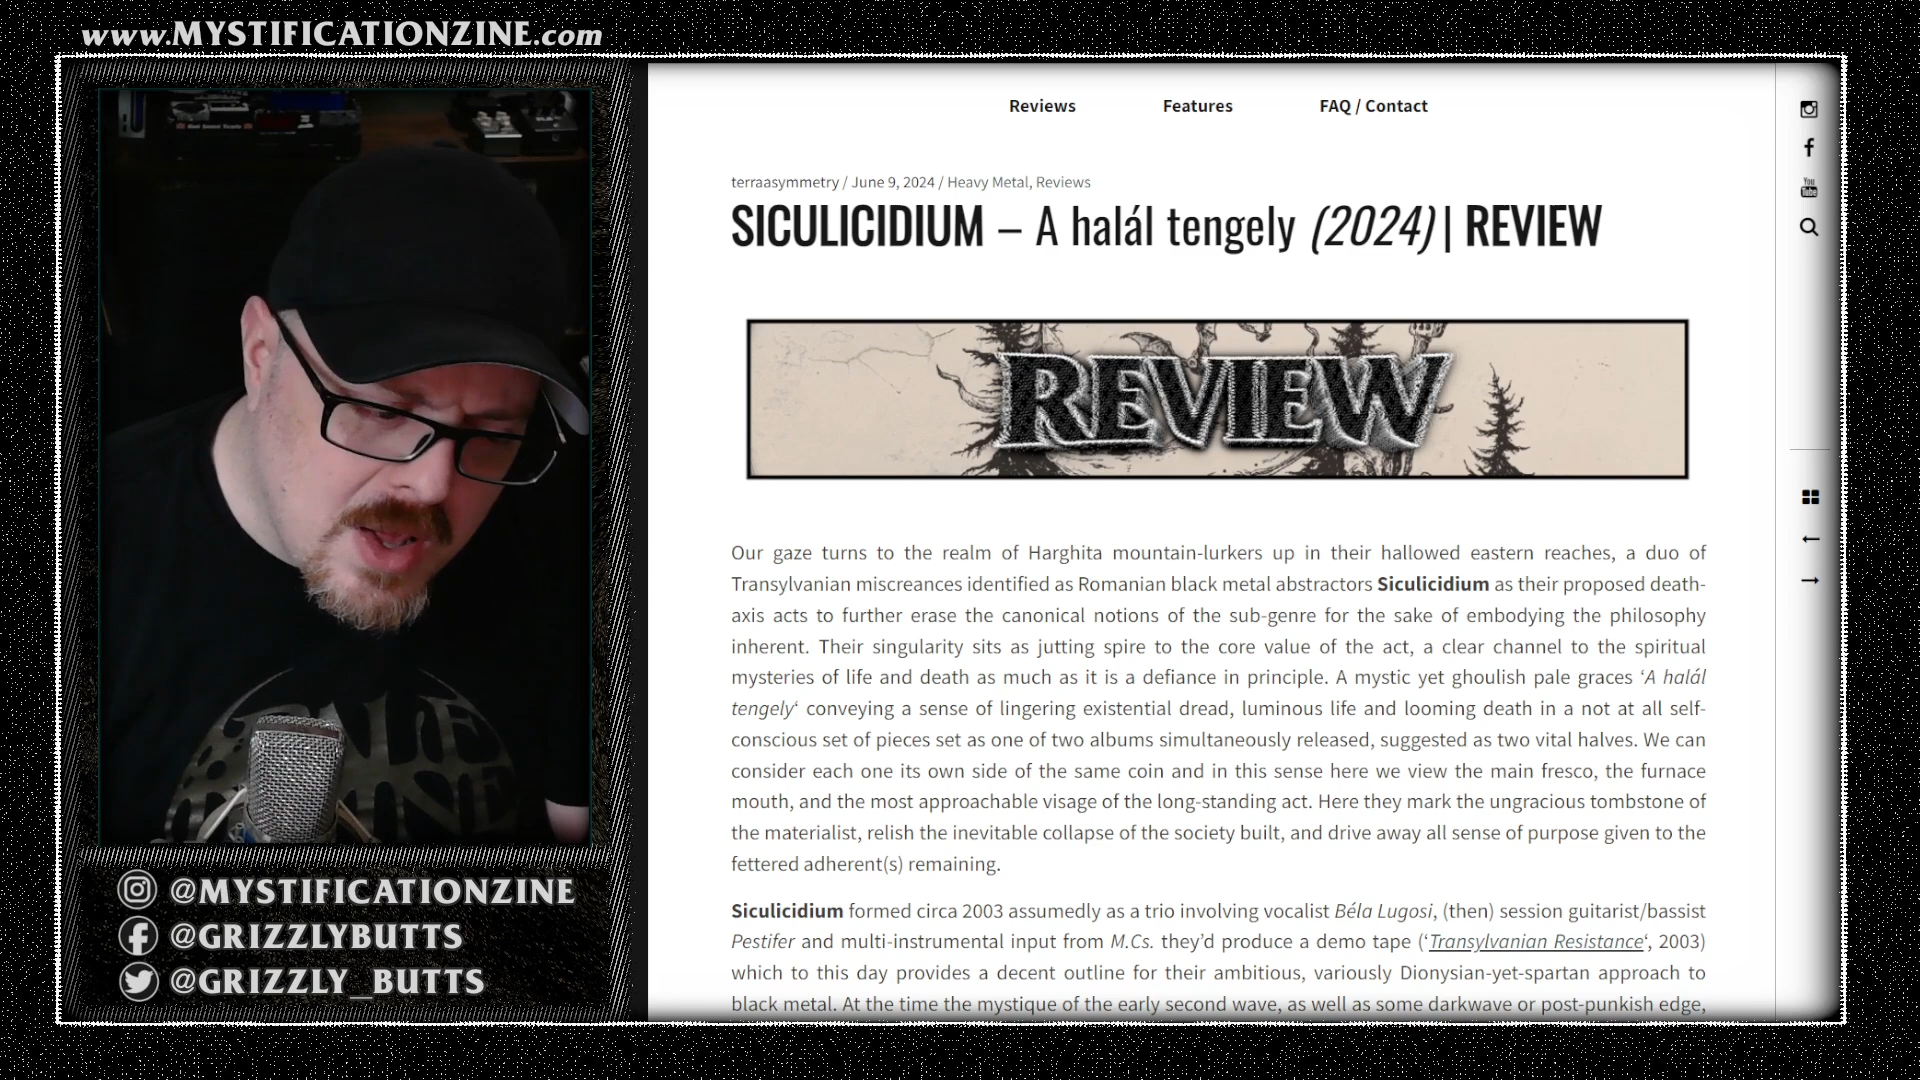 www.MYSTIFICATIONZINE.com
Reviews
Features
FAQ / Contact
terraasymmetry / June 9, 2024 / Heavy Metal, Reviews
SICULICIDIUM – A halál tengely (2024) | REVIEW
REVIEW
Our gaze turns to the realm of Harghita mountain-lurkers up in their hallowed eastern reaches, a duo of
Transylvanian miscreances identified as Romanian black metal abstractors Siculicidium as their proposed death-
axis acts to further erase the canonical notions of the sub-genre for the sake of embodying the philosophy
inherent. Their singularity sits as jutting spire to the core value of the act, a clear channel to the spiritual
mysteries of life and death as much as it is a defiance in principle. A mystic yet ghoulish pale graces ‘A halál
tengely‘ conveying a sense of lingering existential dread, luminous life and looming death in a not at all self-
conscious set of pieces set as one of two albums simultaneously released, suggested as two vital halves. We can
consider each one its own side of the same coin and in this sense here we view the main fresco, the furnace
mouth, and the most approachable visage of the long-standing act. Here they mark the ungracious tombstone of
the materialist, relish the inevitable collapse of the society built, and drive away all sense of purpose given to the
fettered adherent(s) remaining.
Siculicidium formed circa 2003 assumedly as a trio involving vocalist Béla Lugosi, (then) session guitarist/bassist
Pestifer and multi-instrumental input from M.Cs. they’d produce a demo tape (‘Transylvanian Resistance‘, 2003)
which to this day provides a decent outline for their ambitious, variously Dionysian-yet-spartan approach to
black metal. At the time the mystique of the early second wave, as well as some darkwave or post-punkish edge,
@MYSTIFICATIONZINE
@GRIZZLYBUTTS
@GRIZZLY_BUTTS